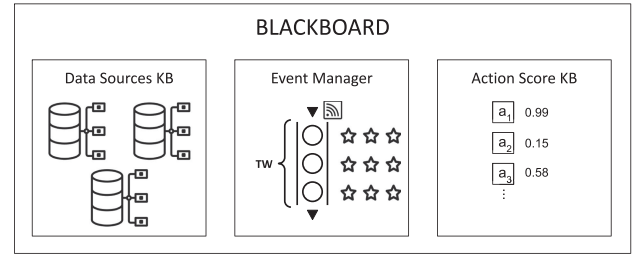 BLACKBOARD
Data Sources KB
Event Manager
TW
Action Score KB
a1 0.99
a2 0.15
a3 0.58
⋮